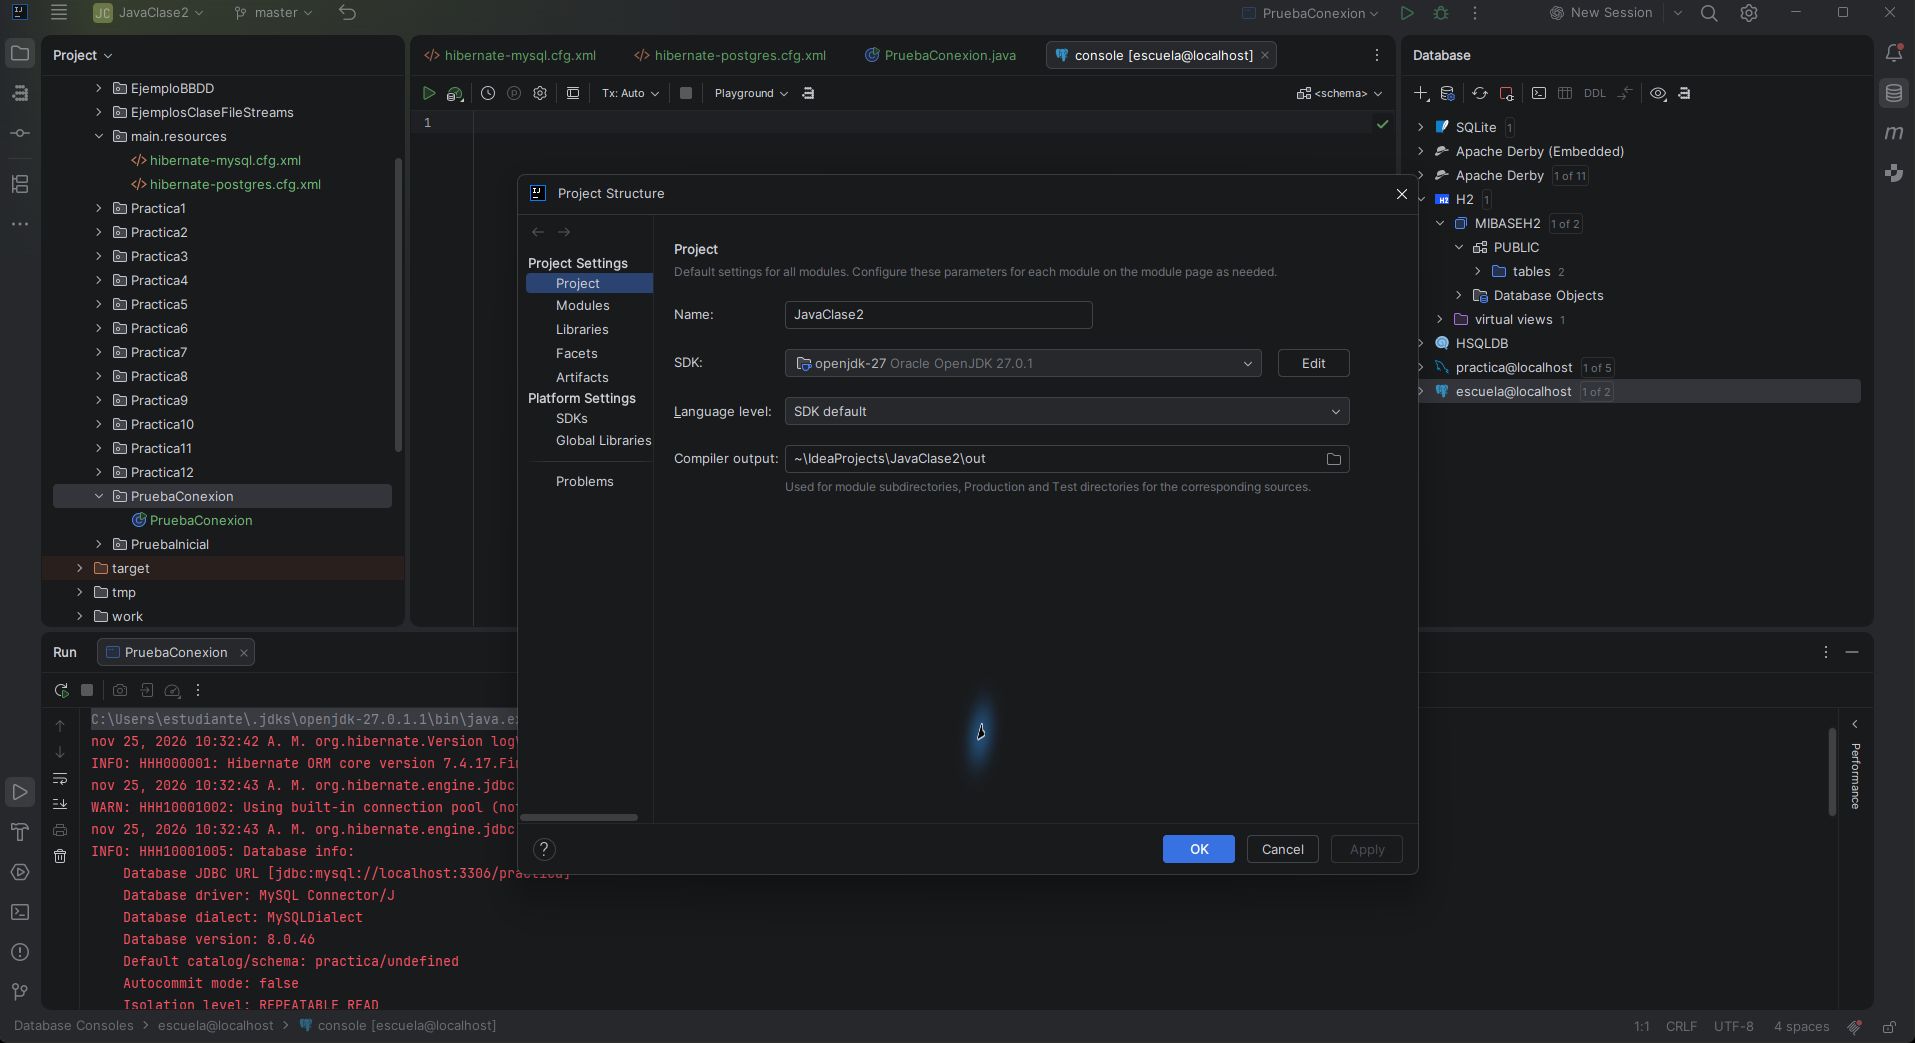 JC JavaClase2 master PruebaConexion New Session
Project
EjemploBBDD
EjemplosClaseFileStreams
main.resources
hibernate-mysql.cfg.xml
hibernate-postgres.cfg.xml
Practica1
Practica2
Practica3
Practica4
Practica5
Practica6
Practica7
Practica8
Practica9
Practica10
Practica11
Practica12
PruebaConexion
PruebaConexion
PruebaInicial
target
tmp
work
hibernate-mysql.cfg.xml hibernate-postgres.cfg.xml PruebaConexion.java console [escuela@localhost]
Tx: Auto Playground <schema>
1
Project Structure
Project Settings
Project
Modules
Libraries
Facets
Artifacts
Platform Settings
SDKs
Global Libraries
Problems
Project
Default settings for all modules. Configure these parameters for each module on the module page as needed.
Name: JavaClase2
SDK: openjdk-27 Oracle OpenJDK 27.0.1 Edit
Language level: SDK default
Compiler output: ~\IdeaProjects\JavaClase2\out
Used for module subdirectories, Production and Test directories for the corresponding sources.
? OK Cancel Apply
Database
DDL
SQLite 1
Apache Derby (Embedded)
Apache Derby 1 of 11
H2 H2 1
MIBASEH2 1 of 2
PUBLIC
tables 2
Database Objects
virtual views 1
HSQLDB
practica@localhost 1 of 5
escuela@localhost 1 of 2
Run PruebaConexion
C:\Users\estudiante\.jdks\openjdk-27.0.1.1\bin\java.ex
nov 25, 2026 10:32:42 A. M. org.hibernate.Version log
INFO: HHH000001: Hibernate ORM core version 7.4.17.Fi
nov 25, 2026 10:32:43 A. M. org.hibernate.engine.jdbc
WARN: HHH10001002: Using built-in connection pool (no
nov 25, 2026 10:32:43 A. M. org.hibernate.engine.jdbc
INFO: HHH10001005: Database info:
Database JDBC URL [jdbc:mysql://localhost:3306/practica]
Database driver: MySQL Connector/J
Database dialect: MySQLDialect
Database version: 8.0.46
Default catalog/schema: practica/undefined
Autocommit mode: false
Isolation level: REPEATABLE_READ
Performance
Database Consoles > escuela@localhost > console [escuela@localhost]
1:1 CRLF UTF-8 4 spaces